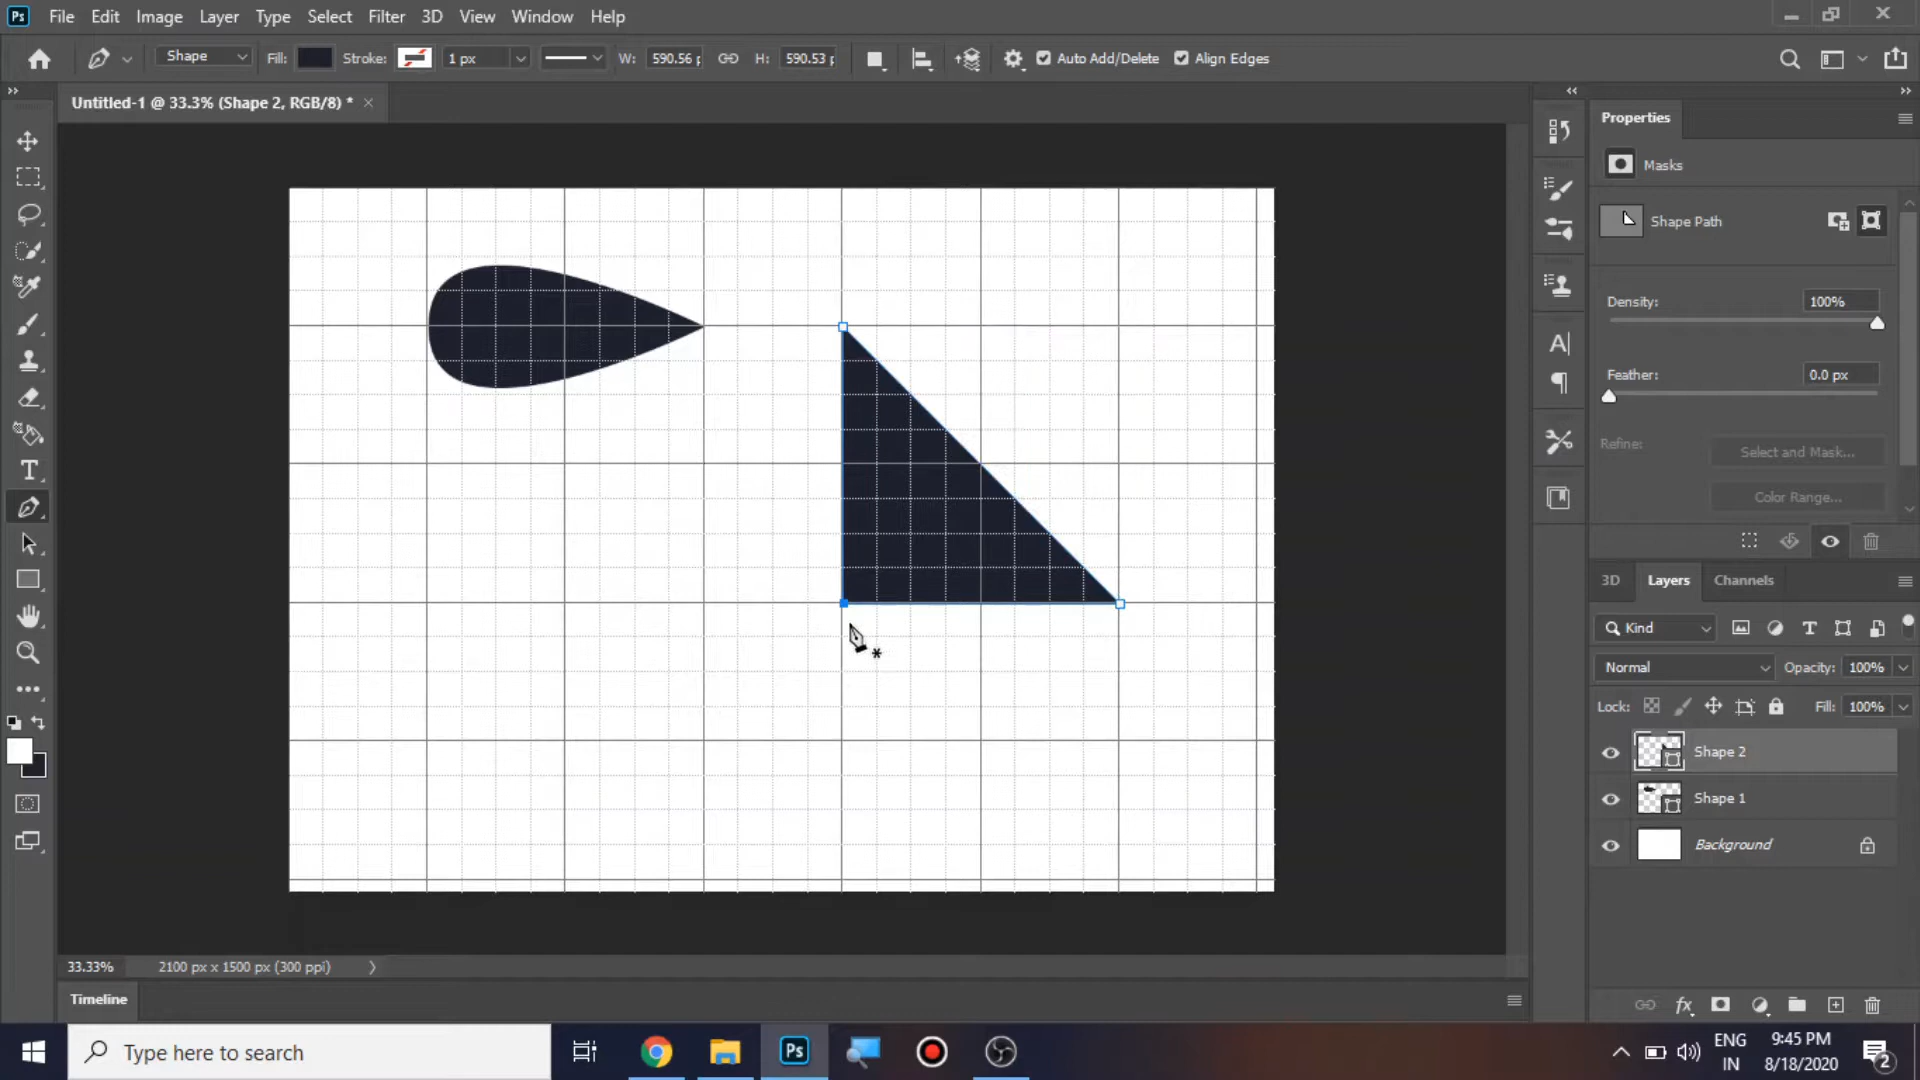 Ps File Edit Image Layer Type Select Filter 3D View Window Help
Shape Fill: Stroke: 1 px W: 590.56 p H: 590.53 p Auto Add/Delete Align Edges
Untitled-1 @ 33.3% (Shape 2, RGB/8) *
Properties
Masks
Shape Path
Density: 100%
Feather: 0.0 px
Refine: Select and Mask...
Color Range...
3D Layers Channels
Kind
Normal Opacity: 100%
Lock: Fill: 100%
Shape 2
Shape 1
Background
33.33% 2100 px x 1500 px (300 ppi)
Timeline
Type here to search
Ps
ENG 9:45 PM
IN 8/18/2020 2